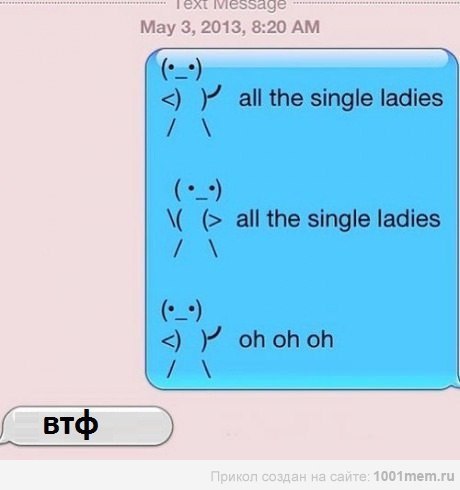 Text Message
May 3, 2013, 8:20 AM
(•_•)
<) )╯ all the single ladies
/ \
(•_•)
\( (> all the single ladies
/ \
(•_•)
<) )╯ oh oh oh
/ \
втф
Прикол создан на сайте: 1001mem.ru